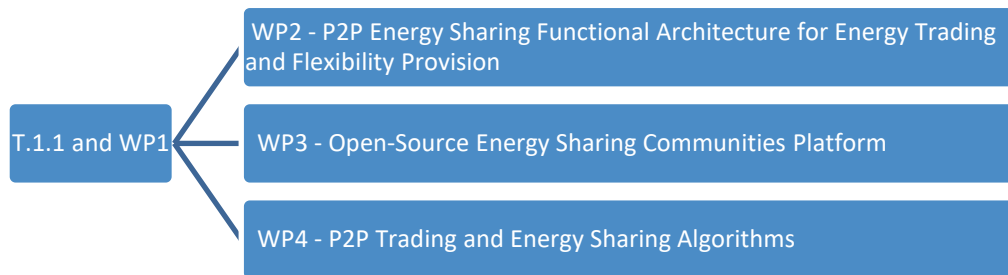 WP2 - P2P Energy Sharing Functional Architecture for Energy Trading
and Flexibility Provision
T.1.1 and WP1
WP3 - Open-Source Energy Sharing Communities Platform
WP4 - P2P Trading and Energy Sharing Algorithms